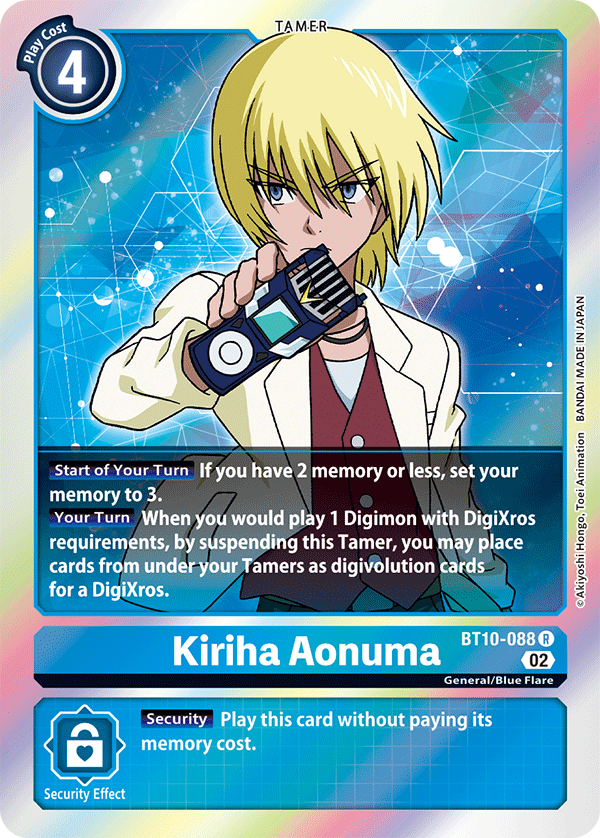 TAMER
Play Cost
4
Start of Your Turn If you have 2 memory or less, set your
memory to 3.
Your Turn When you would play 1 Digimon with DigiXros
requirements, by suspending this Tamer, you may place
cards from under your Tamers as digivolution cards
for a DigiXros.
©Akiyoshi Hongo, Toei Animation BANDAI MADE IN JAPAN
Kiriha Aonuma
BT10-088 R
02
General/Blue Flare
Security Play this card without paying its
memory cost.
Security Effect